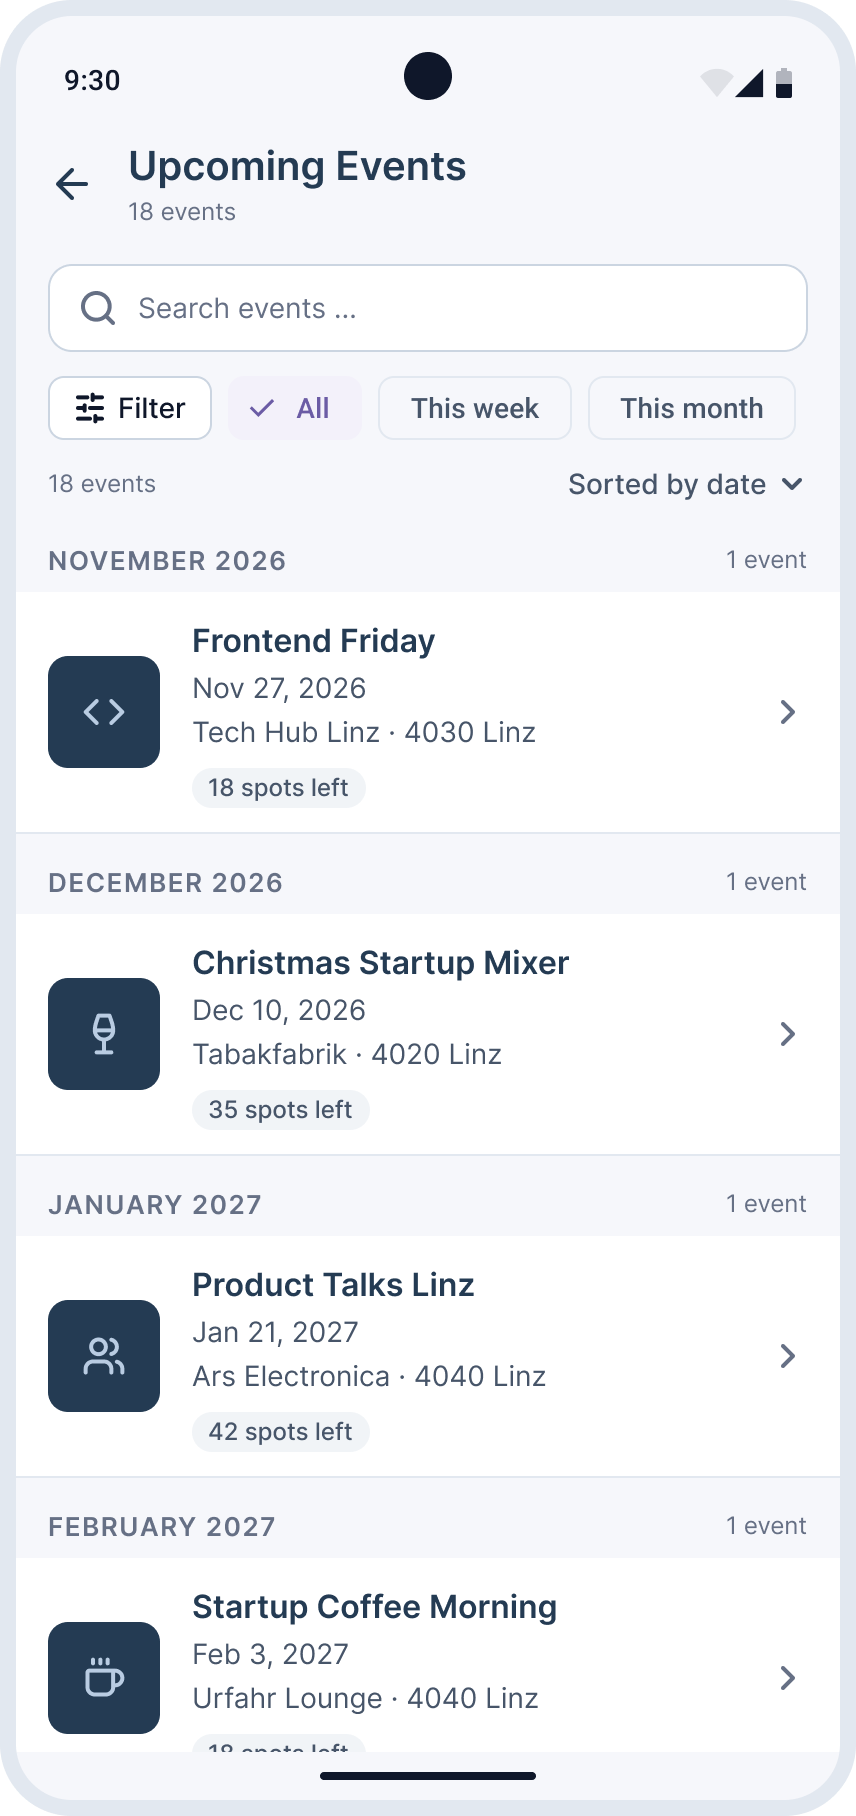 9:30
Upcoming Events
18 events
Search events ...
Filter
All
This week
This month
18 events
Sorted by date
NOVEMBER 2026
1 event
Frontend Friday
Nov 27, 2026
Tech Hub Linz · 4030 Linz
18 spots left
DECEMBER 2026
1 event
Christmas Startup Mixer
Dec 10, 2026
Tabakfabrik · 4020 Linz
35 spots left
JANUARY 2027
1 event
Product Talks Linz
Jan 21, 2027
Ars Electronica · 4040 Linz
42 spots left
FEBRUARY 2027
1 event
Startup Coffee Morning
Feb 3, 2027
Urfahr Lounge · 4040 Linz
18 spots left